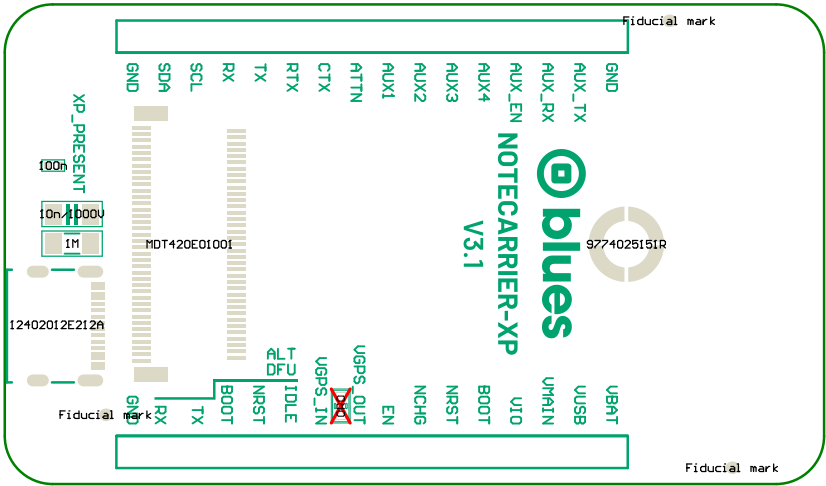 Fiducial mark
GND
SDA
SCL
RX
TX
RTX
CTX
ATTN
AUX1
AUX2
AUX3
AUX4
AUX_EN
AUX_RX
AUX_TX
GND
XP_PRESENT
100n
10n/1000V
1M
MDT420E01001
blues
NOTECARRIER-XP
V3.1
9774025151R
12402012E212A
ALT
DFU
GND
RX
TX
BOOT
NRST
IDLE
VGPS_IN
VGPS_OUT
EN
NCHG
NRST
BOOT
VIO
VMAIN
VUSB
VBAT
Fiducial mark
Fiducial mark